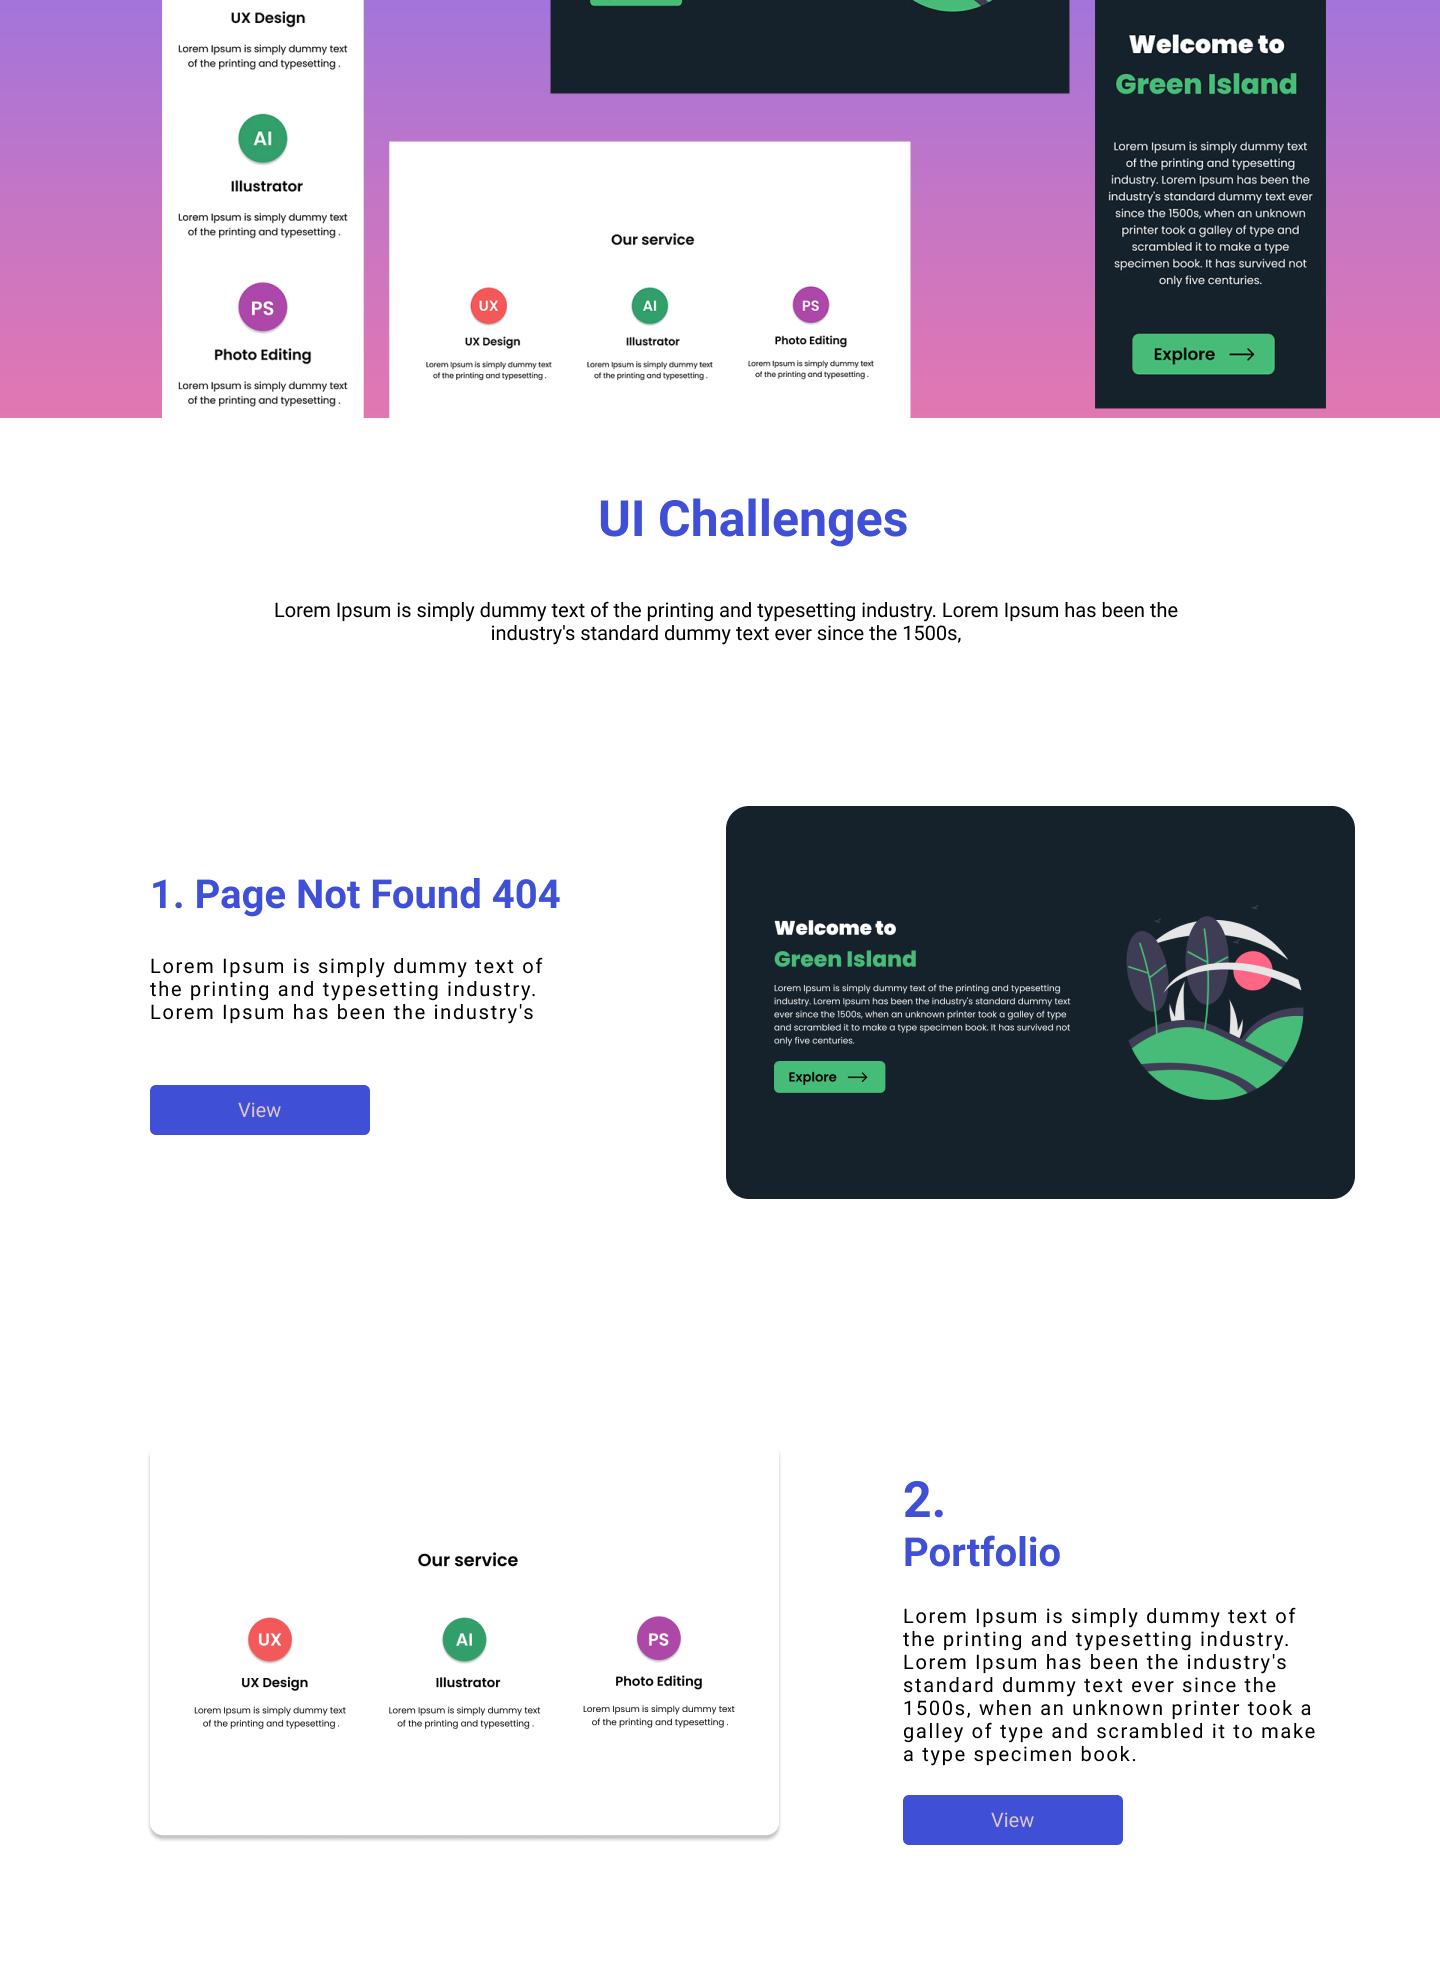 UX Design
Lorem Ipsum is simply dummy text
of the printing and typesetting .
AI
Illustrator
Lorem Ipsum is simply dummy text
of the printing and typesetting .
PS
Photo Editing
Lorem Ipsum is simply dummy text
of the printing and typesetting .
Our service
UX
UX Design
Lorem Ipsum is simply dummy text
of the printing and typesetting .
AI
Illustrator
Lorem Ipsum is simply dummy text
of the printing and typesetting .
PS
Photo Editing
Lorem Ipsum is simply dummy text
of the printing and typesetting .
Welcome to
Green Island
Lorem Ipsum is simply dummy text
of the printing and typesetting
industry. Lorem Ipsum has been the
industry's standard dummy text ever
since the 1500s, when an unknown
printer took a galley of type and
scrambled it to make a type
specimen book. It has survived not
only five centuries.
Explore
UI Challenges
Lorem Ipsum is simply dummy text of the printing and typesetting industry. Lorem Ipsum has been the
industry's standard dummy text ever since the 1500s,
1. Page Not Found 404
Lorem Ipsum is simply dummy text of
the printing and typesetting industry.
Lorem Ipsum has been the industry's
View
Welcome to
Green Island
Lorem Ipsum is simply dummy text of the printing and typesetting
industry. Lorem Ipsum has been the industry's standard dummy text
ever since the 1500s, when an unknown printer took a galley of type
and scrambled it to make a type specimen book. It has survived not
only five centuries.
Explore
Our service
UX
UX Design
Lorem Ipsum is simply dummy text
of the printing and typesetting .
AI
Illustrator
Lorem Ipsum is simply dummy text
of the printing and typesetting .
PS
Photo Editing
Lorem Ipsum is simply dummy text
of the printing and typesetting .
2.
Portfolio
Lorem Ipsum is simply dummy text of
the printing and typesetting industry.
Lorem Ipsum has been the industry's
standard dummy text ever since the
1500s, when an unknown printer took a
galley of type and scrambled it to make
a type specimen book.
View